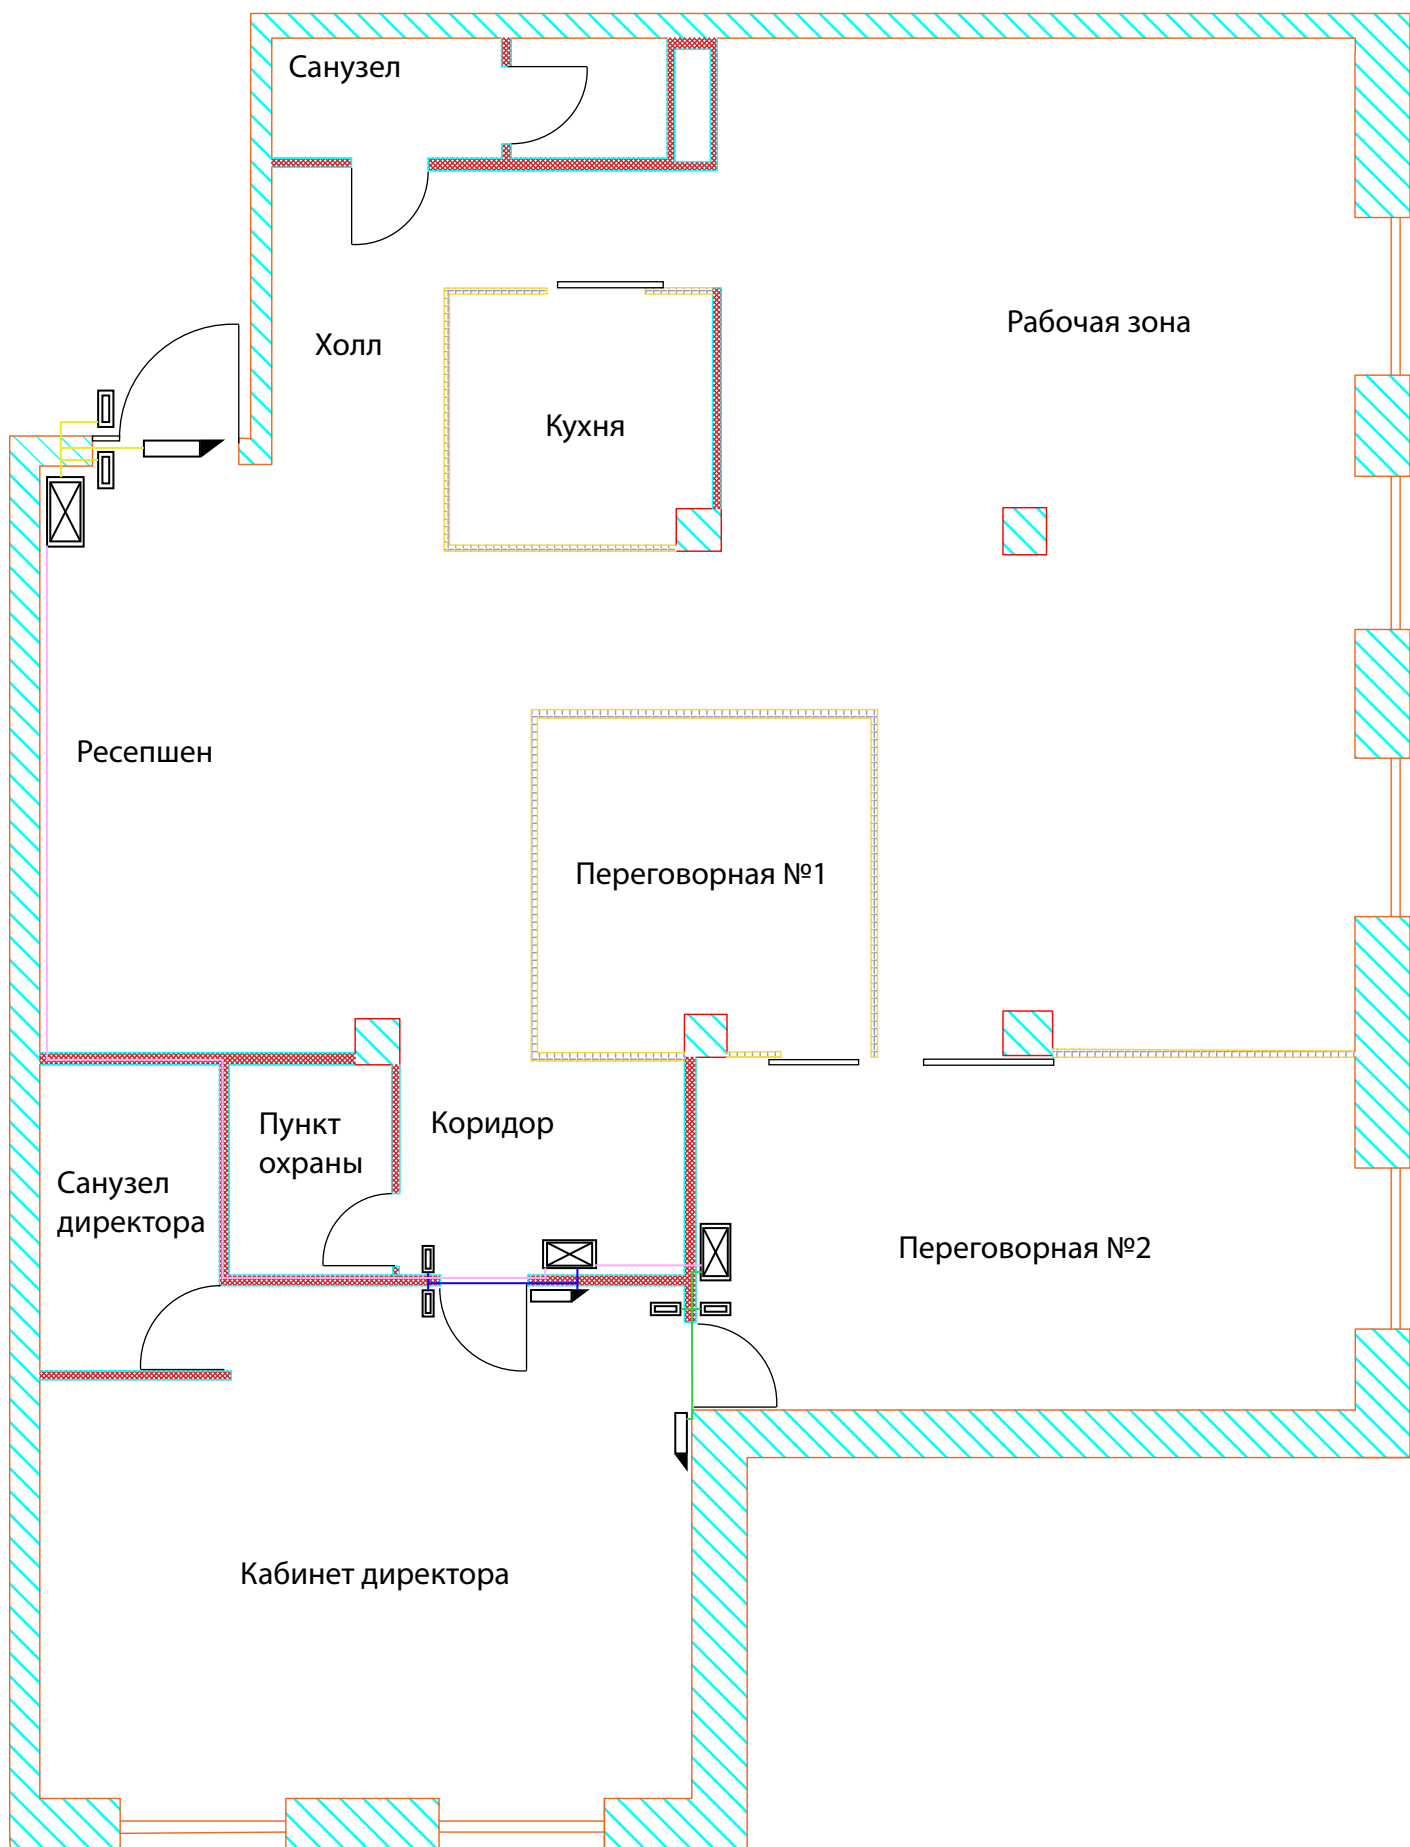 Санузел
Рабочая зона
Холл
Кухня
Ресепшен
Переговорная №1
Пункт
охраны
Коридор
Санузел
директора
Переговорная №2
Кабинет директора